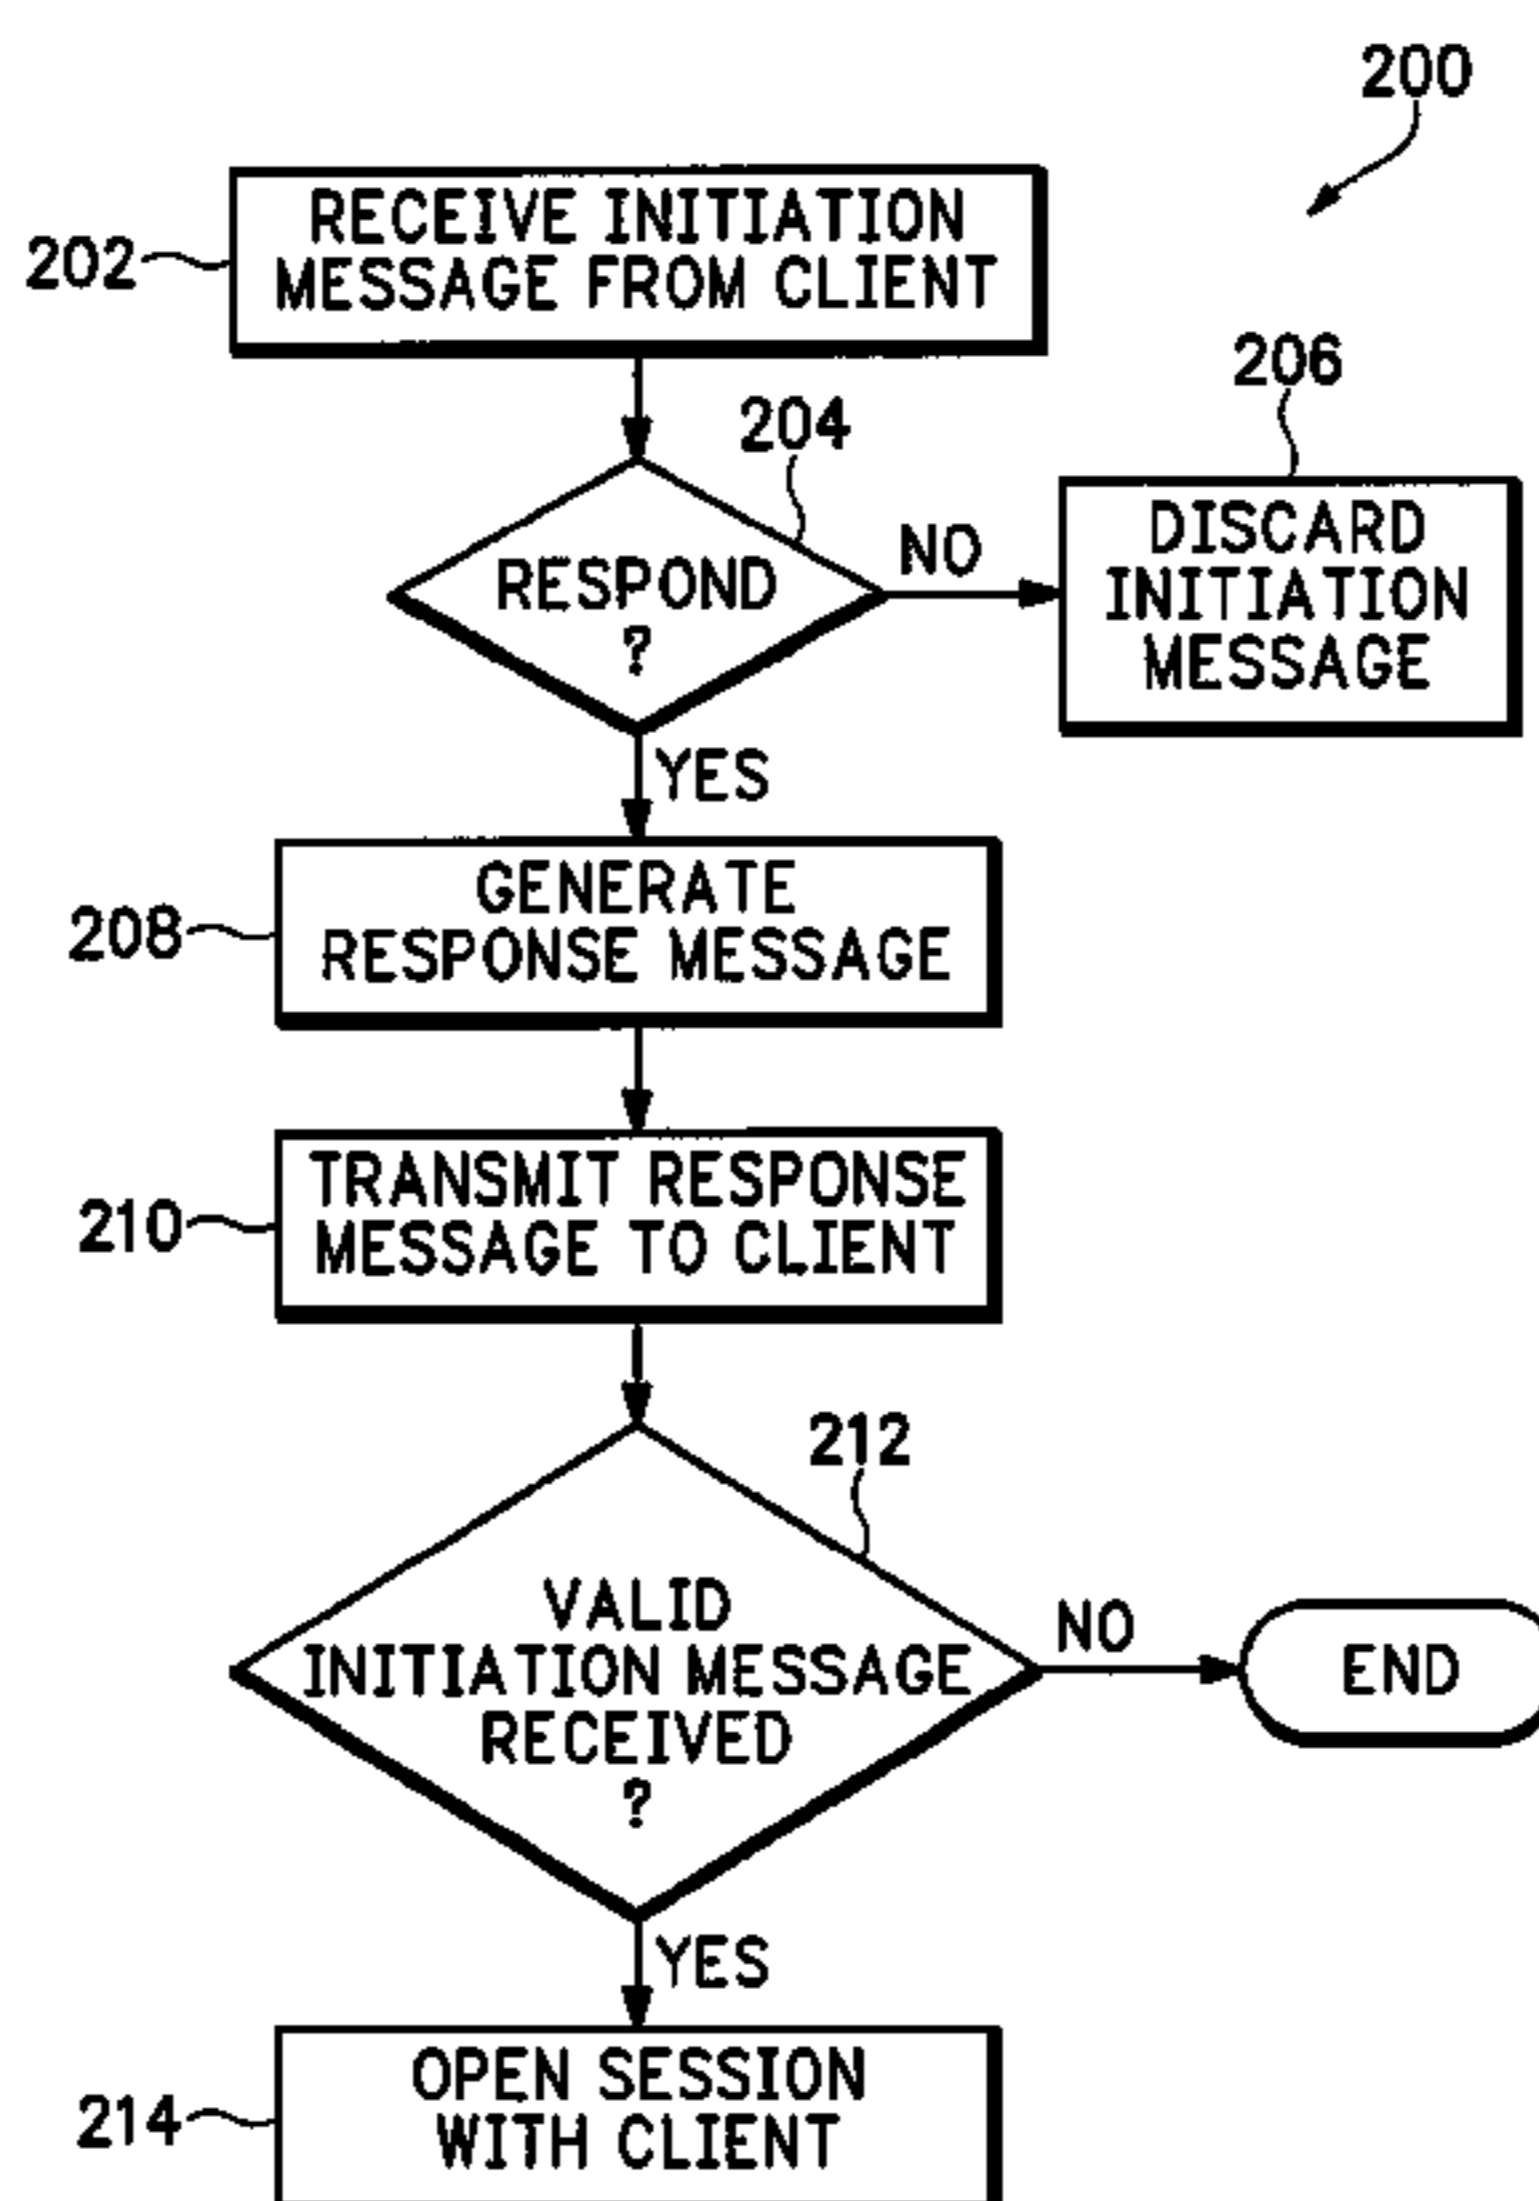 200
202
RECEIVE INITIATION
MESSAGE FROM CLIENT
204
RESPOND
?
NO
206
DISCARD
INITIATION
MESSAGE
YES
208
GENERATE
RESPONSE MESSAGE
210
TRANSMIT RESPONSE
MESSAGE TO CLIENT
212
VALID
INITIATION MESSAGE
RECEIVED
?
NO
END
YES
214
OPEN SESSION
WITH CLIENT